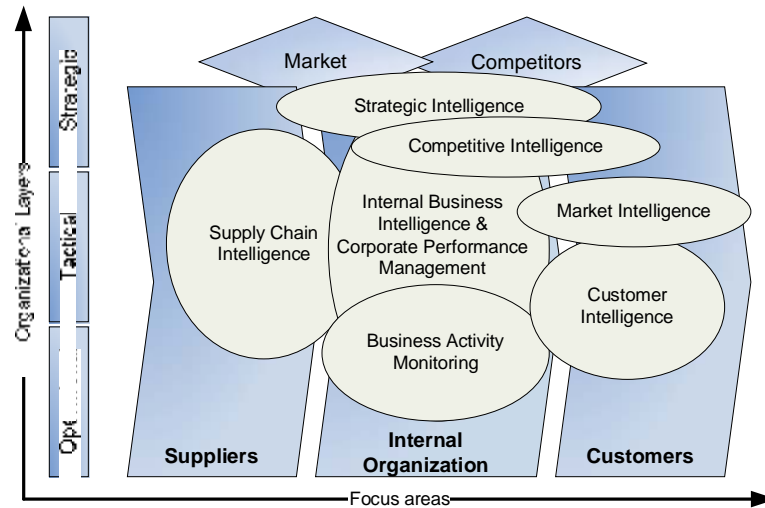 Market
Competitors
Strategic
Strategic Intelligence
Competitive Intelligence
Organizational Layers
Tactical
Supply Chain
Intelligence
Internal Business
Intelligence &
Corporate Performance
Management
Market Intelligence
Customer
Intelligence
Business Activity
Monitoring
Suppliers
Internal
Organization
Customers
Focus areas